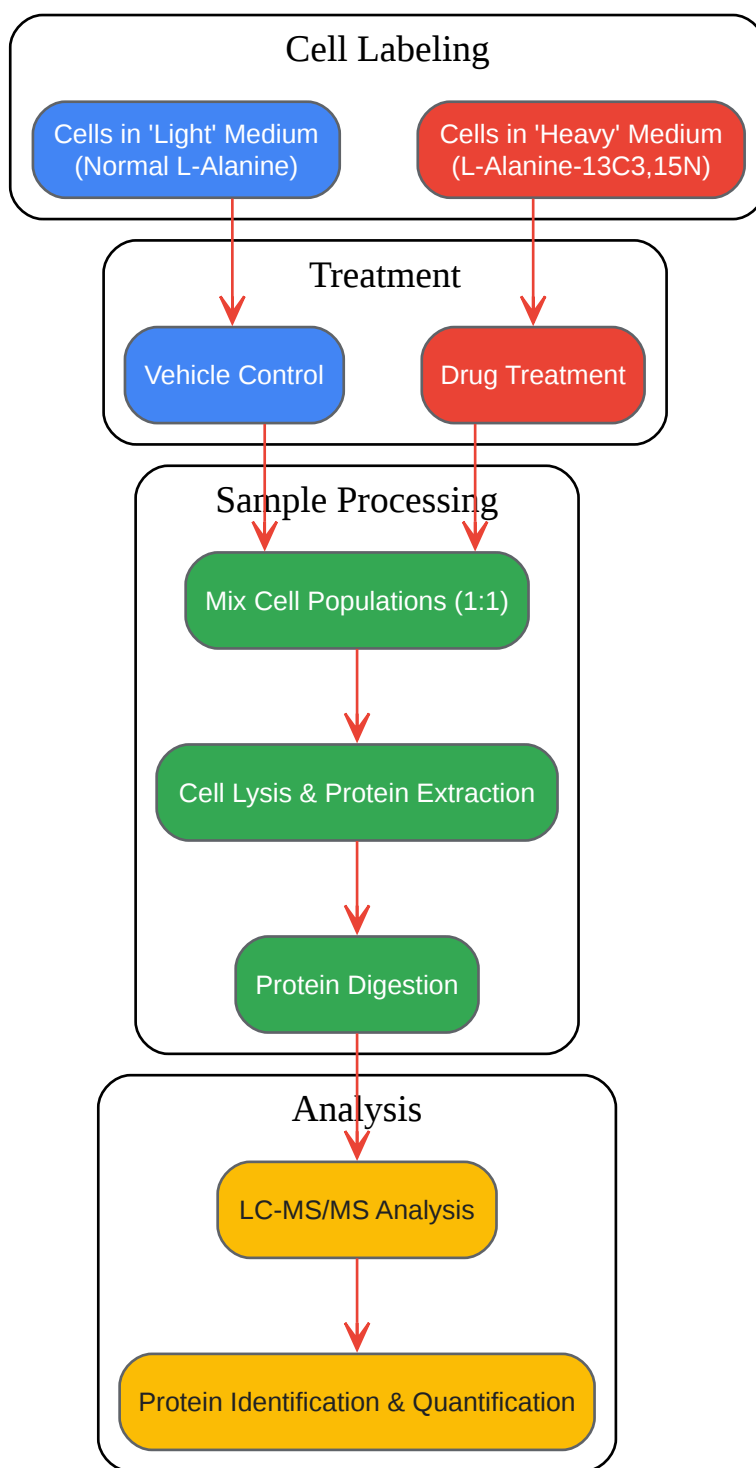 Cell Labeling
Cells in 'Light' Medium
(Normal L-Alanine)
Cells in 'Heavy' Medium
(L-Alanine-13C3,15N)
Treatment
Vehicle Control
Drug Treatment
Sample Processing
Mix Cell Populations (1:1)
Cell Lysis & Protein Extraction
Protein Digestion
Analysis
LC-MS/MS Analysis
Protein Identification & Quantification